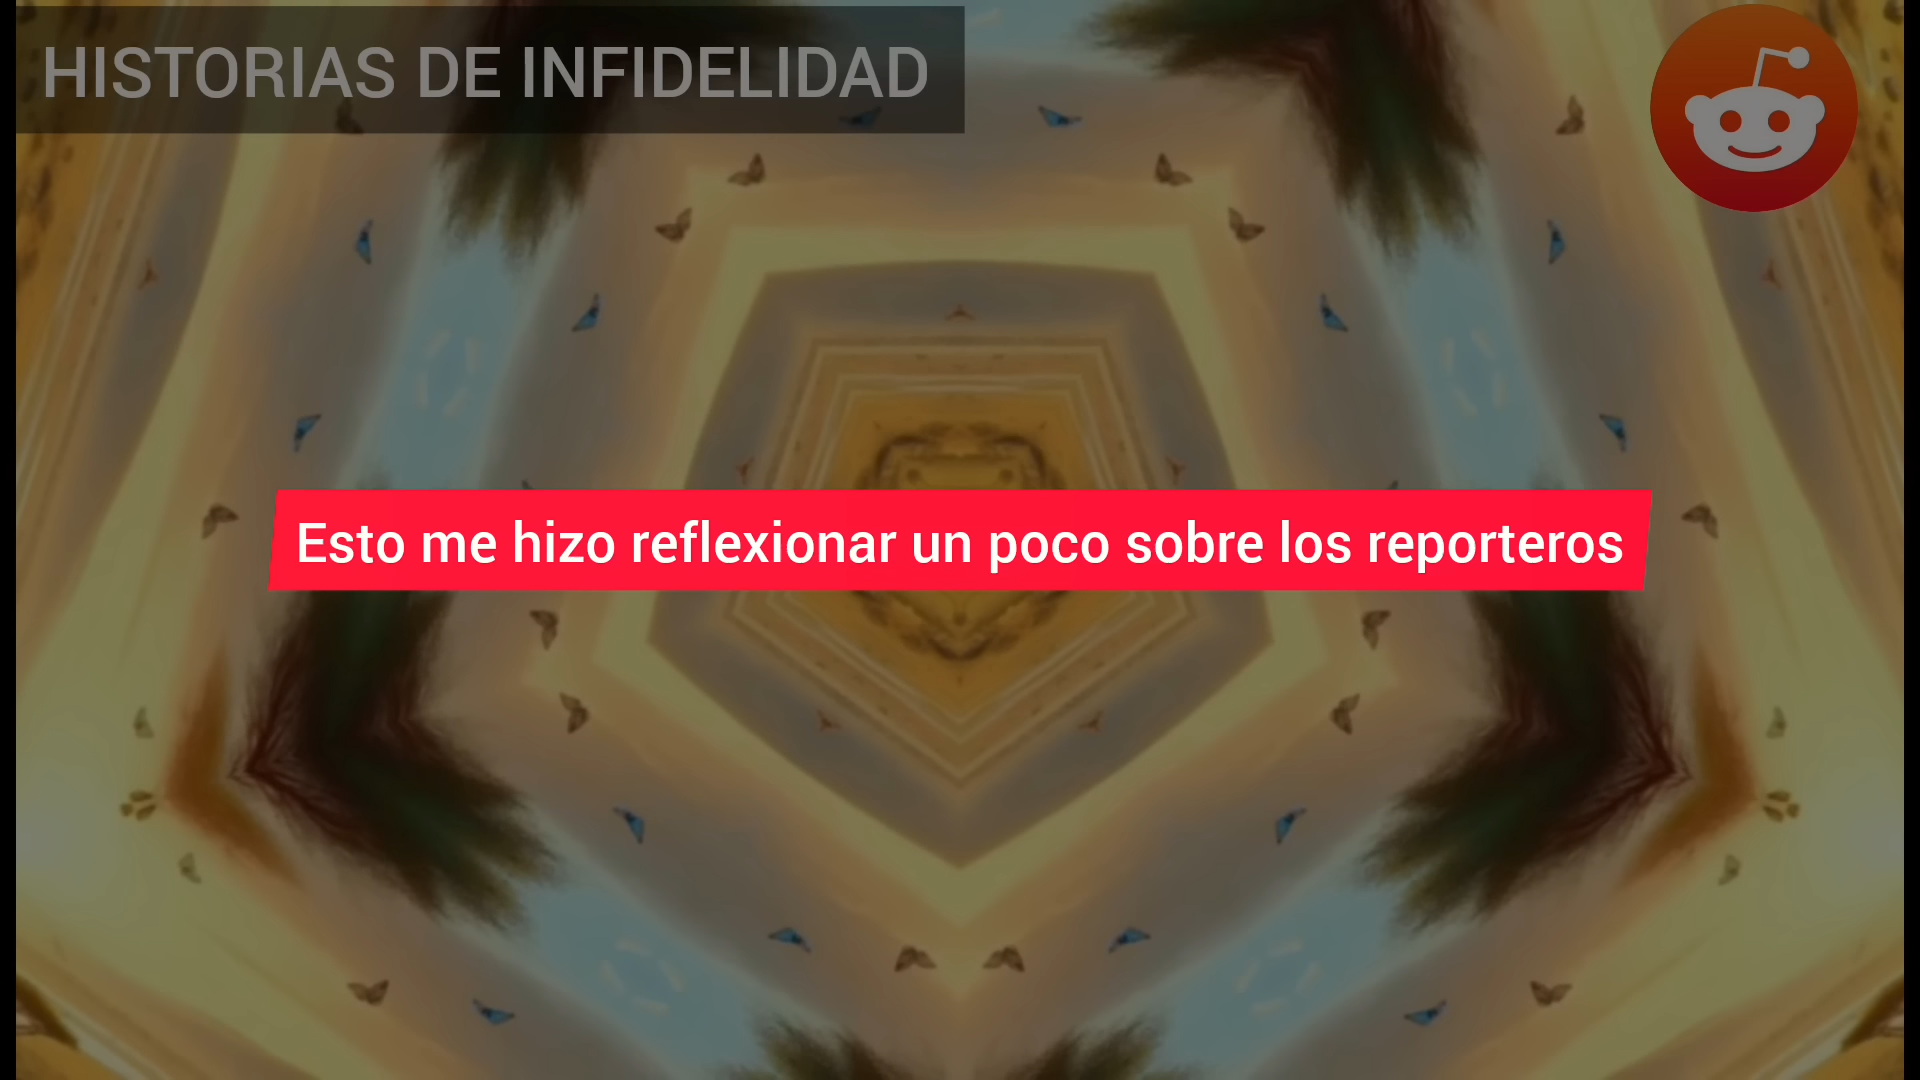 HISTORIAS DE INFIDELIDAD
Esto me hizo reflexionar un poco sobre los reporteros